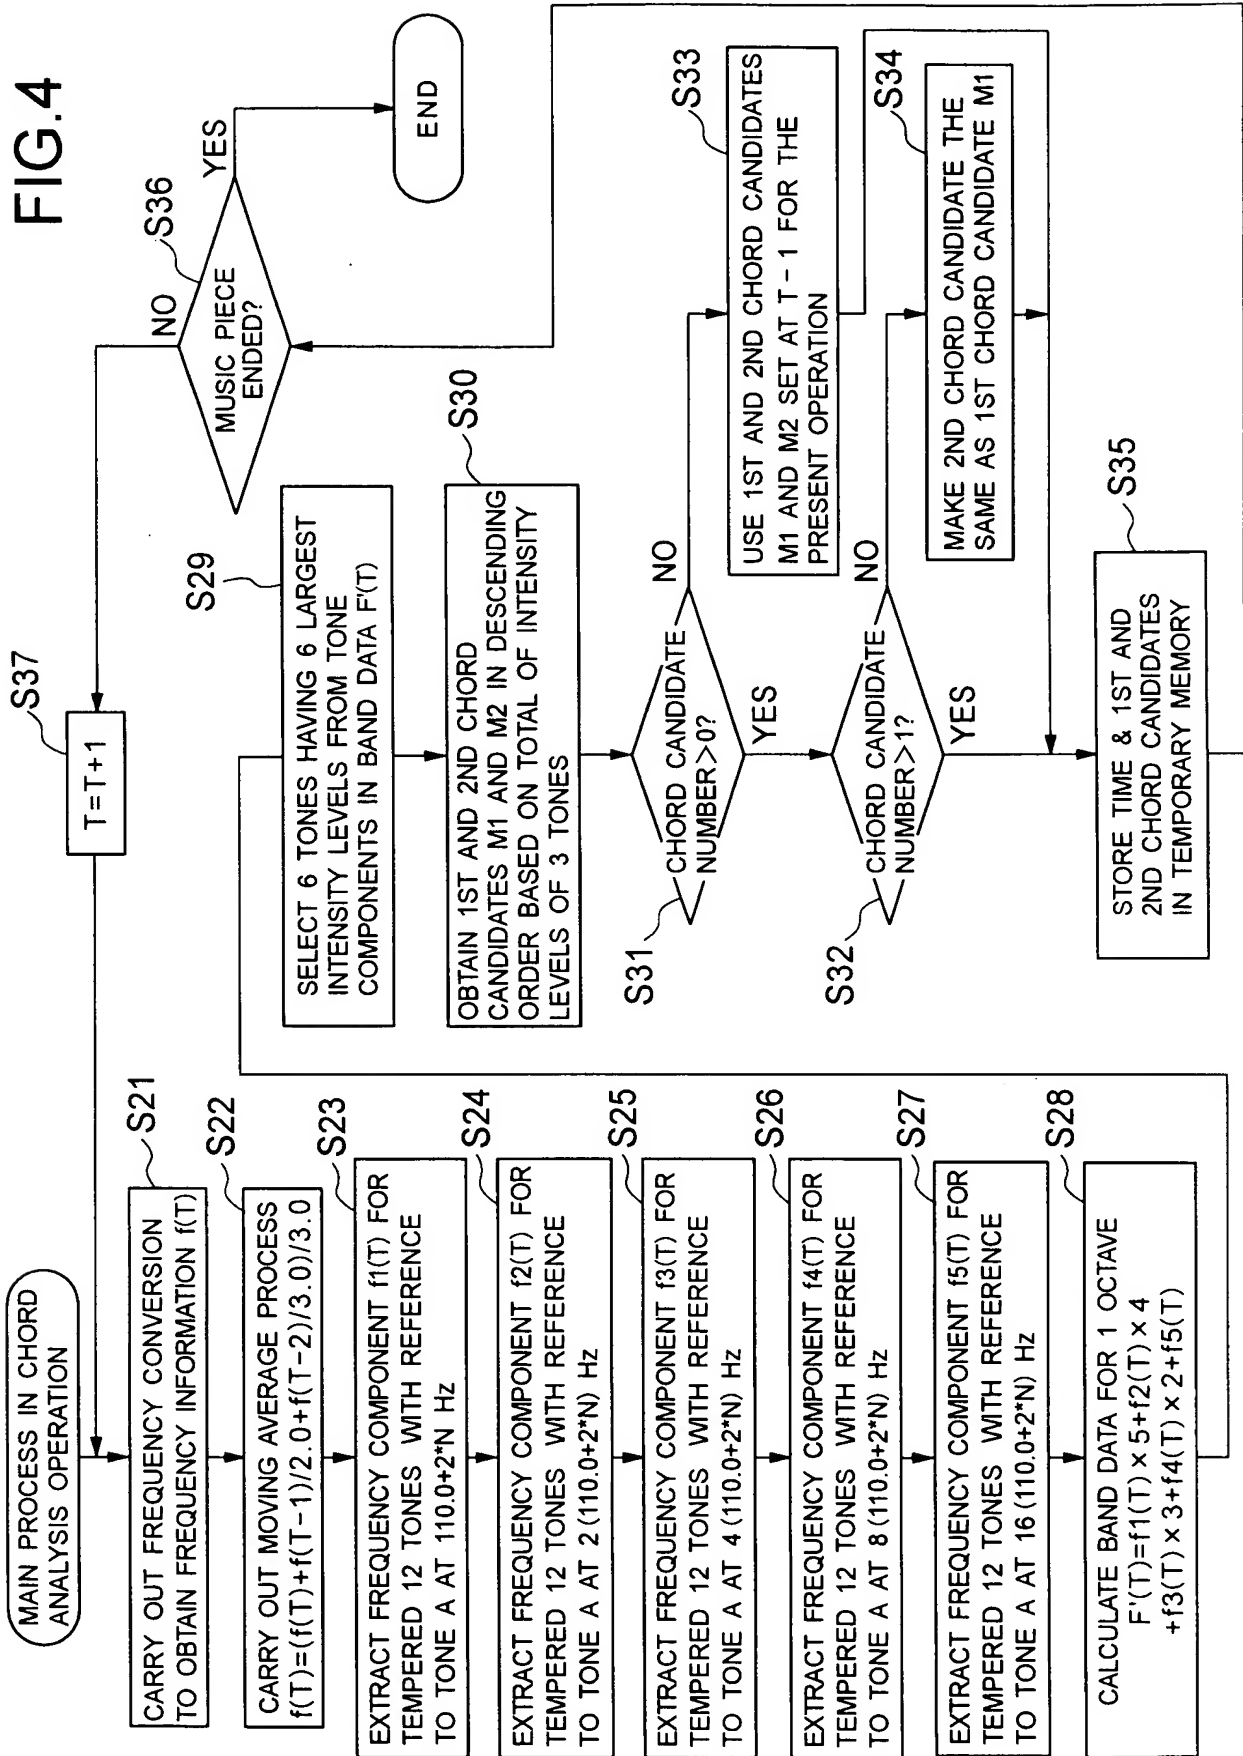 FIG.4
MAIN PROCESS IN CHORD
ANALYSIS OPERATION
S21
CARRY OUT FREQUENCY CONVERSION
TO OBTAIN FREQUENCY INFORMATION f(T)
S22
CARRY OUT MOVING AVERAGE PROCESS
f(T)=(f(T)+f(T-1)/2.0+f(T-2)/3.0)/3.0
S23
EXTRACT FREQUENCY COMPONENT f1(T) FOR
TEMPERED 12 TONES WITH REFERENCE
TO TONE A AT 110.0+2*N Hz
S24
EXTRACT FREQUENCY COMPONENT f2(T) FOR
TEMPERED 12 TONES WITH REFERENCE
TO TONE A AT 2 (110.0+2*N) Hz
S25
EXTRACT FREQUENCY COMPONENT f3(T) FOR
TEMPERED 12 TONES WITH REFERENCE
TO TONE A AT 4 (110.0+2*N) Hz
S26
EXTRACT FREQUENCY COMPONENT f4(T) FOR
TEMPERED 12 TONES WITH REFERENCE
TO TONE A AT 8 (110.0+2*N) Hz
S27
EXTRACT FREQUENCY COMPONENT f5(T) FOR
TEMPERED 12 TONES WITH REFERENCE
TO TONE A AT 16 (110.0+2*N) Hz
S28
CALCULATE BAND DATA FOR 1 OCTAVE
F'(T)=f1(T)×5+f2(T)×4
+f3(T)×3+f4(T)×2+f5(T)
S29
SELECT 6 TONES HAVING 6 LARGEST
INTENSITY LEVELS FROM TONE
COMPONENTS IN BAND DATA F'(T)
S30
OBTAIN 1ST AND 2ND CHORD
CANDIDATES M1 AND M2 IN DESCENDING
ORDER BASED ON TOTAL OF INTENSITY
LEVELS OF 3 TONES
S31
CHORD CANDIDATE
NUMBER>0?
NO
YES
S32
CHORD CANDIDATE
NUMBER>1?
NO
YES
S33
USE 1ST AND 2ND CHORD CANDIDATES
M1 AND M2 SET AT T-1 FOR THE
PRESENT OPERATION
S34
MAKE 2ND CHORD CANDIDATE THE
SAME AS 1ST CHORD CANDIDATE M1
S35
STORE TIME & 1ST AND
2ND CHORD CANDIDATES
IN TEMPORARY MEMORY
S36
MUSIC PIECE
ENDED?
NO
YES
END
S37
T=T+1